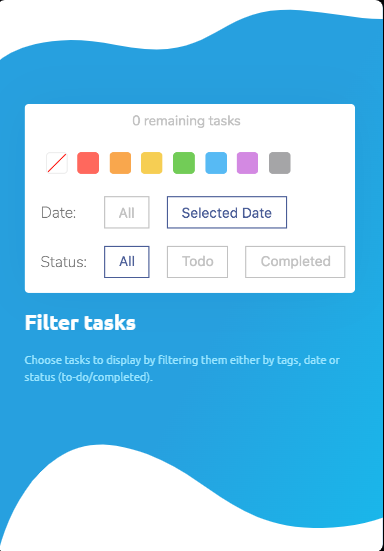 0 remaining tasks
Date: All Selected Date
Status: All Todo Completed
Filter tasks
Choose tasks to display by filtering them either by tags, date or
status (to-do/completed).